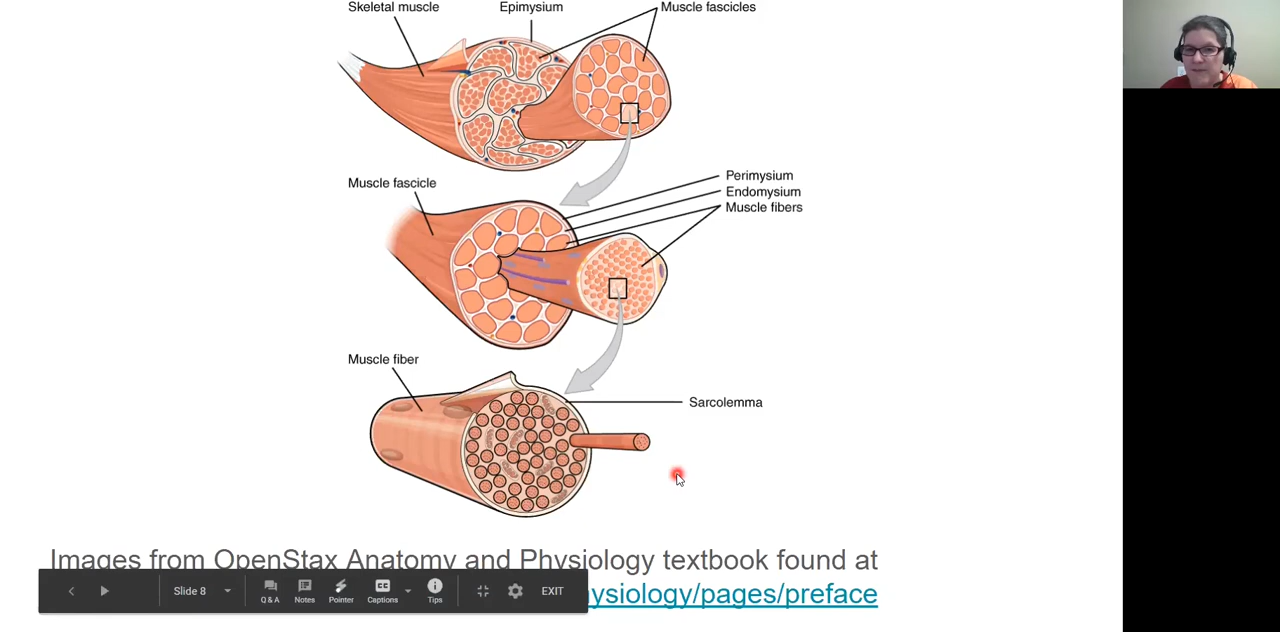 Skeletal muscle
Epimysium
Muscle fascicles
Perimysium
Endomysium
Muscle fibers
Muscle fascicle
Muscle fiber
Sarcolemma
Images from OpenStax Anatomy and Physiology textbook found at
ysiology/pages/preface
Slide 8
Q & A
Notes
Pointer
CC
Captions
Tips
EXIT